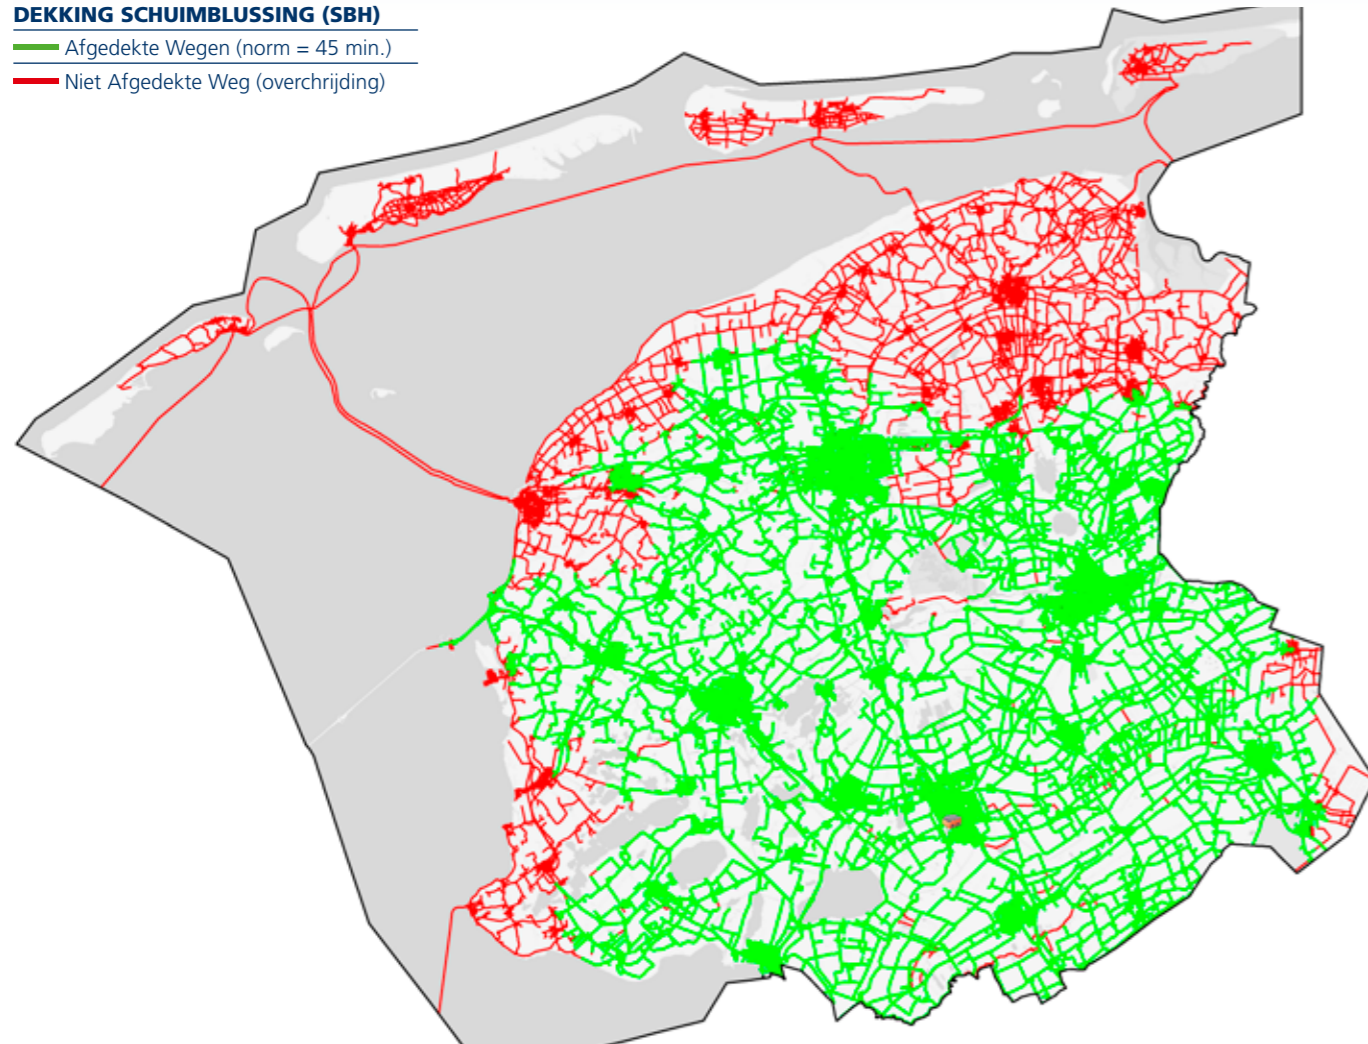 DEKKING SCHUIMBLUSSING (SBH)
Afgedekte Wegen (norm = 45 min.)
Niet Afgedekte Weg (overchrijding)